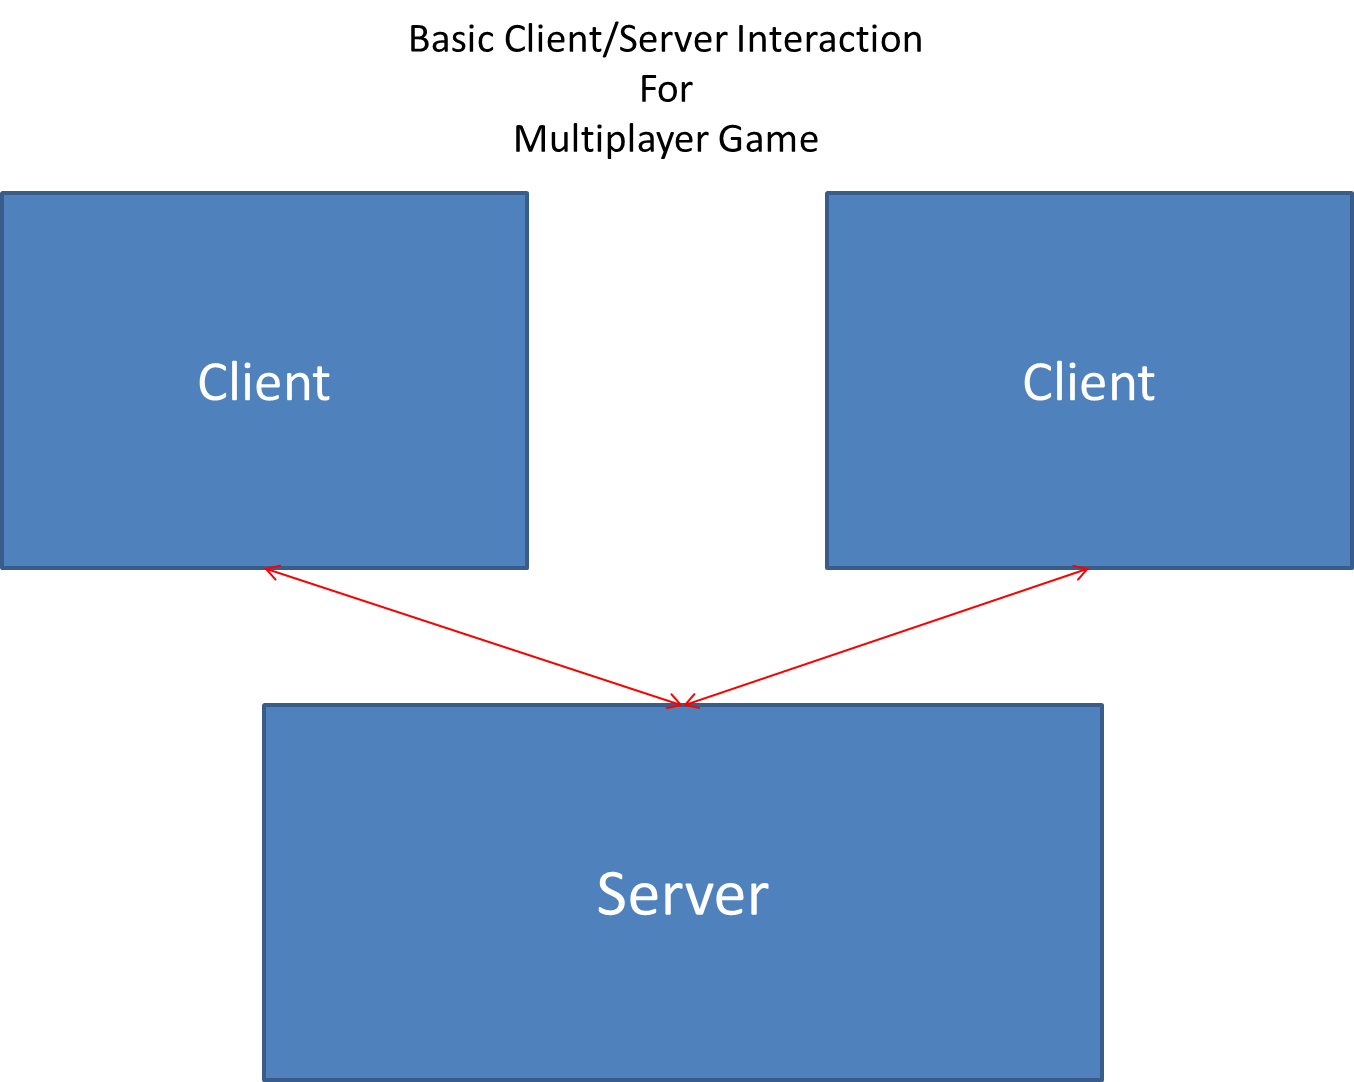 Basic Client/Server Interaction
For
Multiplayer Game
Client
Client
Server